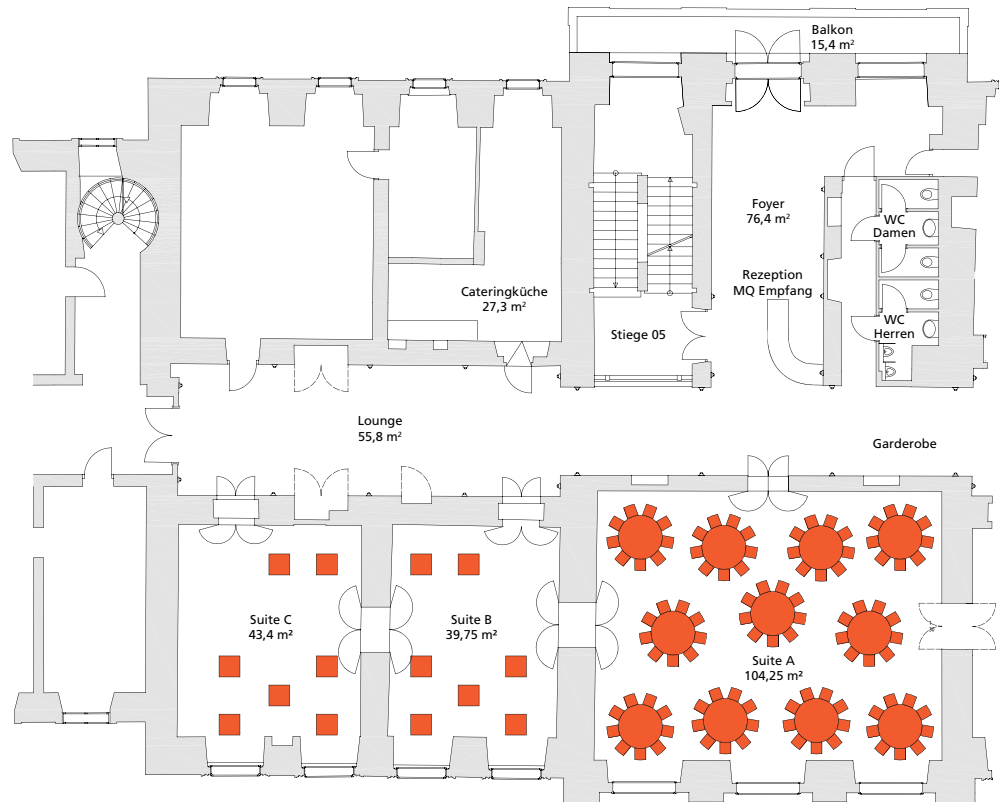 Balkon
15,4 m²
Foyer
76,4 m²
WC
Damen
Rezeption
MQ Empfang
Cateringküche
27,3 m²
Stiege 05
WC
Herren
Lounge
55,8 m²
Garderobe
Suite C
43,4 m²
Suite B
39,75 m²
Suite A
104,25 m²